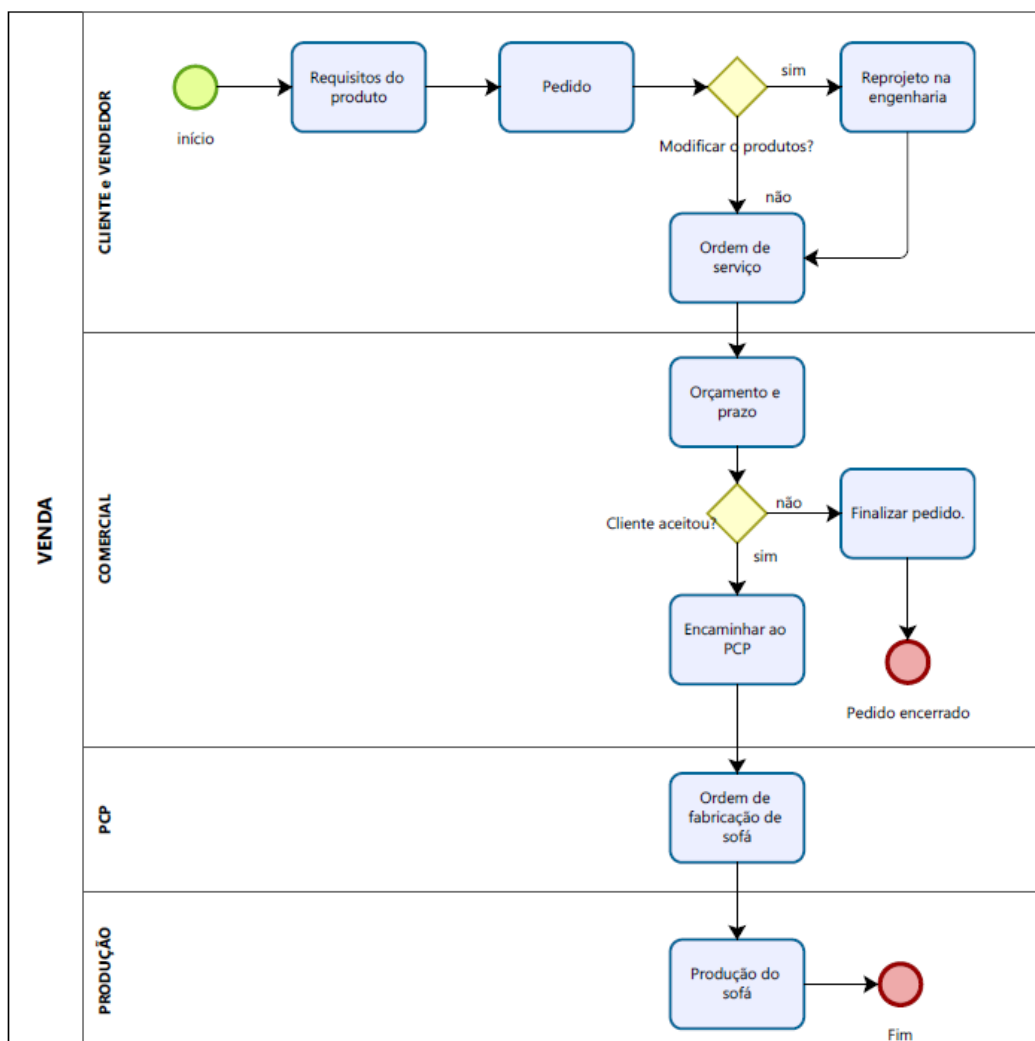 VENDA
CLIENTE e VENDEDOR
início
Requisitos do
produto
Pedido
Modificar o produtos?
sim
Reprojeto na
engenharia
não
Ordem de
serviço
COMERCIAL
Orçamento e
prazo
Cliente aceitou?
não
Finalizar pedido.
sim
Encaminhar ao
PCP
Pedido encerrado
PCP
Ordem de
fabricação de
sofá
PRODUÇÃO
Produção do
sofá
Fim